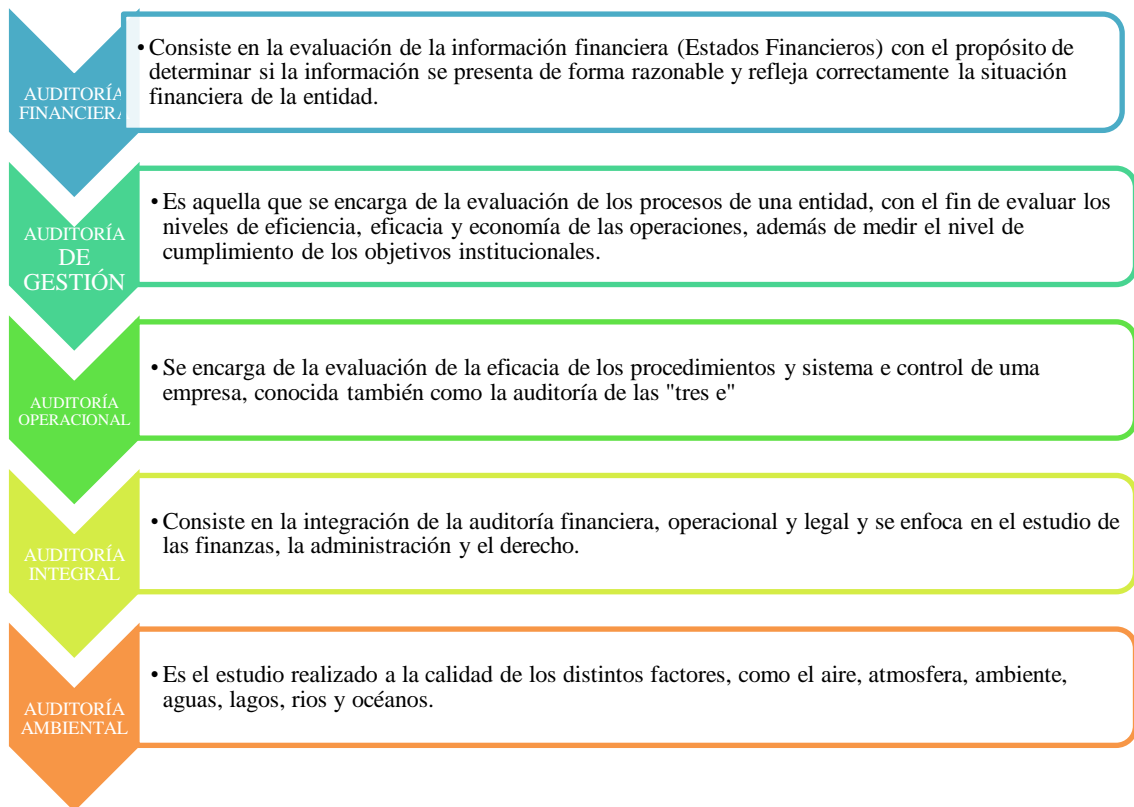 AUDITORÍA
FINANCIERA
• Consiste en la evaluación de la información financiera (Estados Financieros) con el propósito de
determinar si la información se presenta de forma razonable y refleja correctamente la situación
financiera de la entidad.
AUDITORÍA
DE
GESTIÓN
• Es aquella que se encarga de la evaluación de los procesos de una entidad, con el fin de evaluar los
niveles de eficiencia, eficacia y economía de las operaciones, además de medir el nivel de
cumplimiento de los objetivos institucionales.
AUDITORÍA
OPERACIONAL
• Se encarga de la evaluación de la eficacia de los procedimientos y sistema e control de uma
empresa, conocida también como la auditoría de las "tres e"
AUDITORÍA
INTEGRAL
• Consiste en la integración de la auditoría financiera, operacional y legal y se enfoca en el estudio de
las finanzas, la administración y el derecho.
AUDITORÍA
AMBIENTAL
• Es el estudio realizado a la calidad de los distintos factores, como el aire, atmosfera, ambiente,
aguas, lagos, rios y océanos.